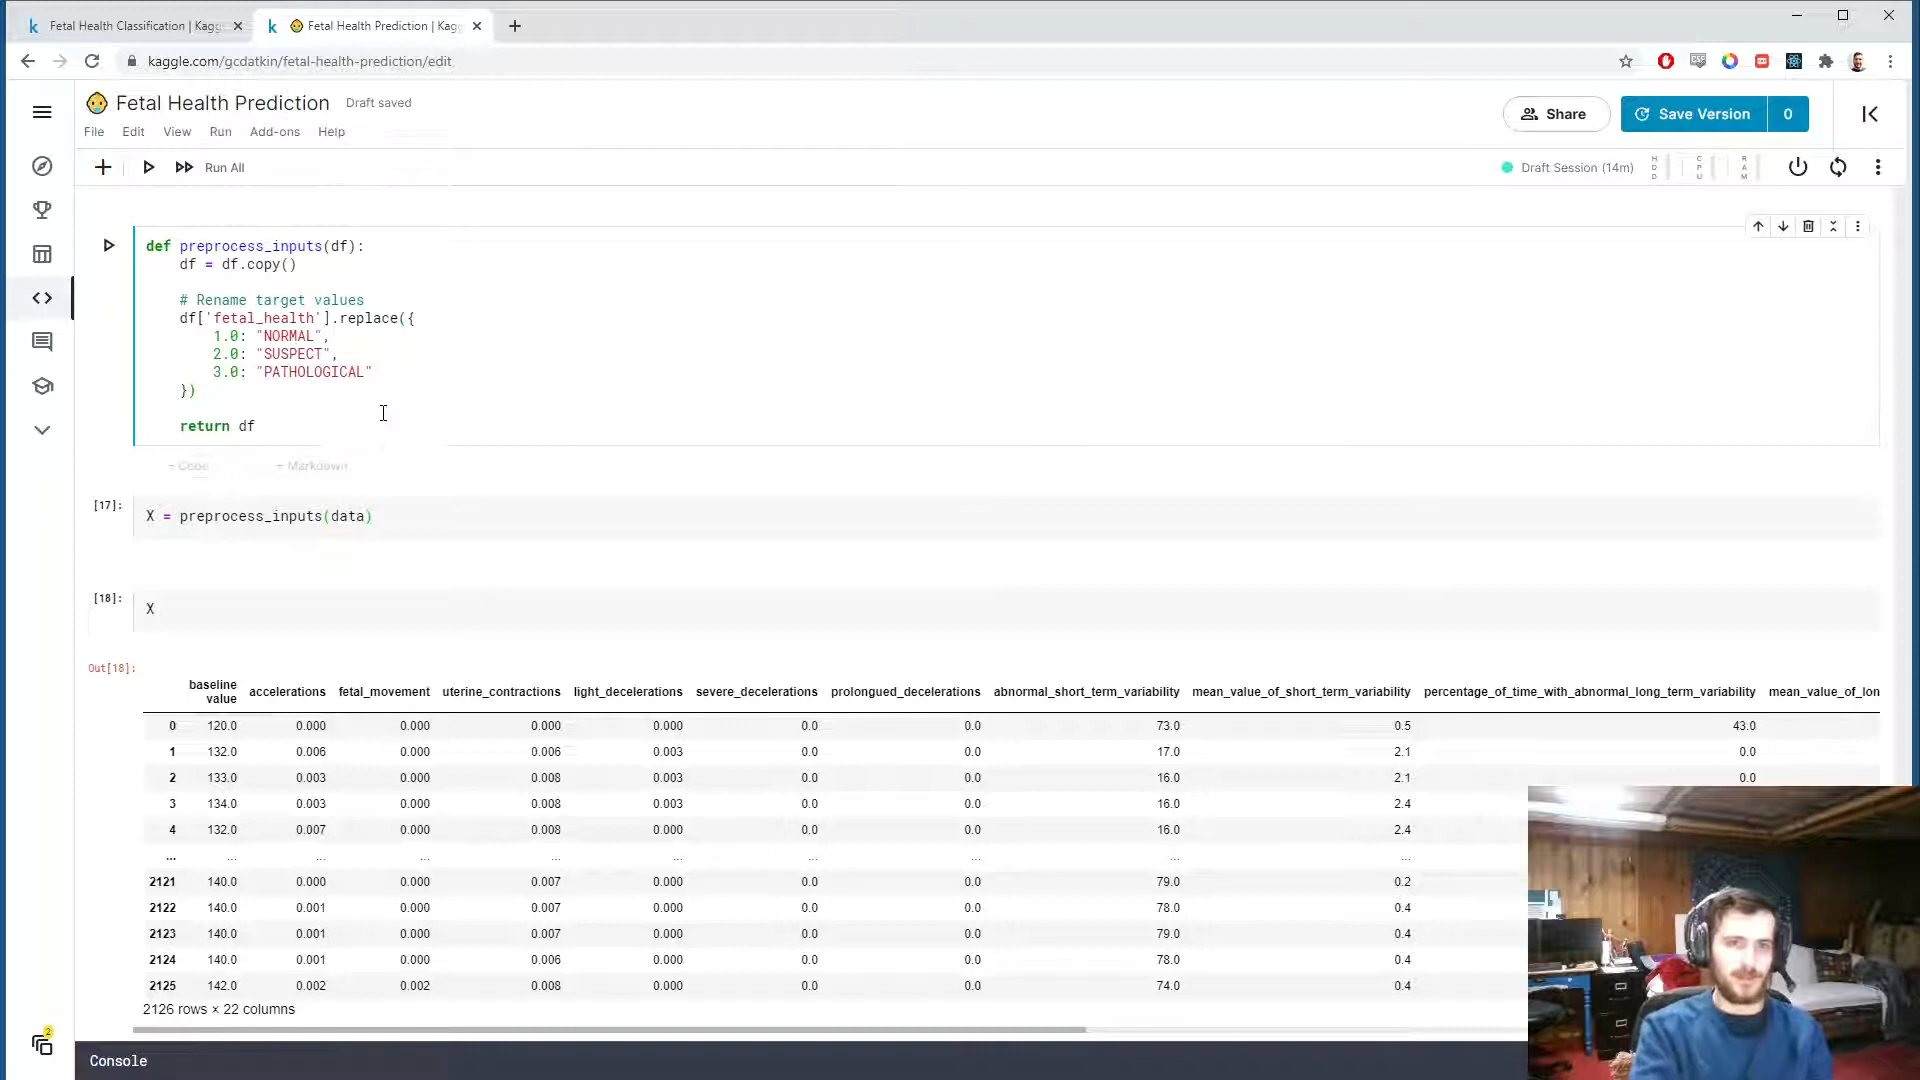 Fetal Health Classification | Kagg
Fetal Health Prediction | Kagg
kaggle.com/gcdatkin/fetal-health-prediction/edit
Fetal Health Prediction
Draft saved
File Edit View Run Add-ons Help
Share
Save Version 0
Run All
Draft Session (14m)
HDD
CPU
RAM
def preprocess_inputs(df):
df = df.copy()
# Rename target values
df['fetal_health'].replace({
1.0: "NORMAL",
2.0: "SUSPECT",
3.0: "PATHOLOGICAL"
})
return df
+ Code + Markdown
[17]: X = preprocess_inputs(data)
[18]: X
Out[18]:
baseline value accelerations fetal_movement uterine_contractions light_decelerations severe_decelerations prolongued_decelerations abnormal_short_term_variability mean_value_of_short_term_variability percentage_of_time_with_abnormal_long_term_variability mean_value_of_lon
0 120.0 0.000 0.000 0.000 0.000 0.0 0.0 73.0 0.5 43.0
1 132.0 0.006 0.000 0.006 0.003 0.0 0.0 17.0 2.1 0.0
2 133.0 0.003 0.000 0.008 0.003 0.0 0.0 16.0 2.1 0.0
3 134.0 0.003 0.000 0.008 0.003 0.0 0.0 16.0 2.4
4 132.0 0.007 0.000 0.008 0.000 0.0 0.0 16.0 2.4
... ... ... ... ... ... ... ... ... ...
2121 140.0 0.000 0.000 0.007 0.000 0.0 0.0 79.0 0.2
2122 140.0 0.001 0.000 0.007 0.000 0.0 0.0 78.0 0.4
2123 140.0 0.001 0.000 0.007 0.000 0.0 0.0 79.0 0.4
2124 140.0 0.001 0.000 0.006 0.000 0.0 0.0 78.0 0.4
2125 142.0 0.002 0.002 0.008 0.000 0.0 0.0 74.0 0.4
2126 rows × 22 columns
2
Console